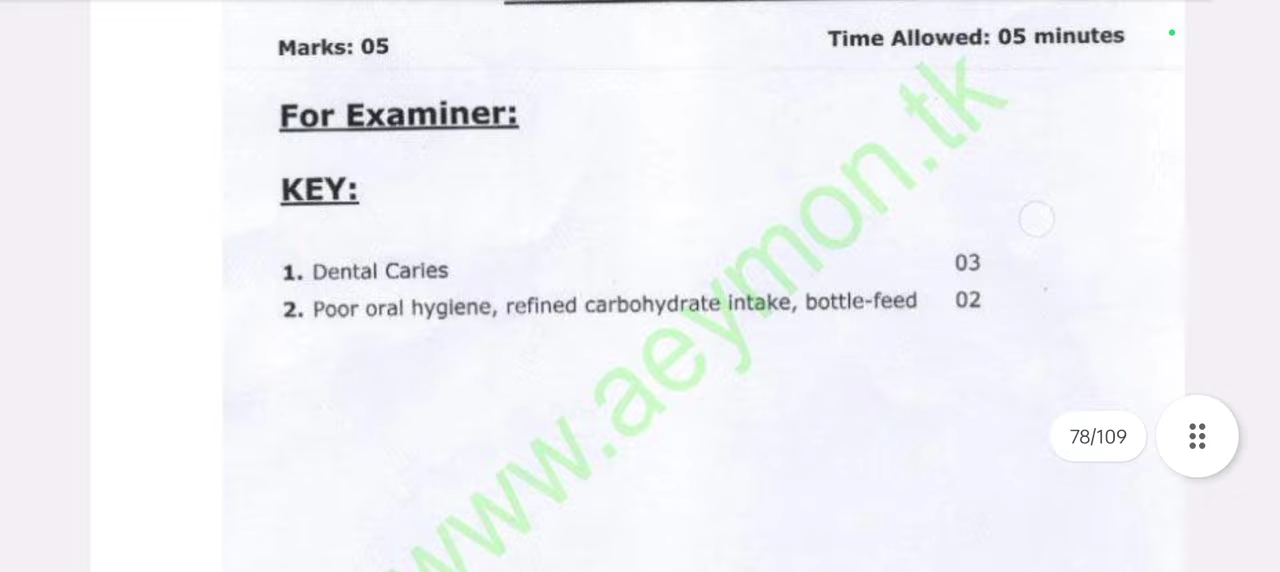 Marks: 05
Time Allowed: 05 minutes
For Examiner:
KEY:
1. Dental Caries 03
2. Poor oral hygiene, refined carbohydrate intake, bottle-feed 02
www.aeymon.tk
78/109